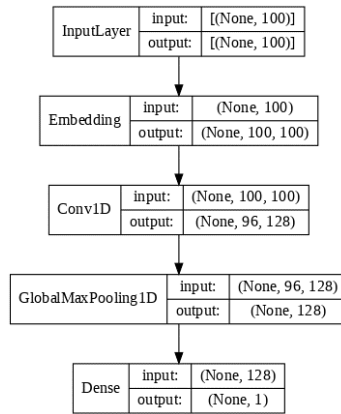 InputLayer
input: [(None, 100)]
output: [(None, 100)]
Embedding
input: (None, 100)
output: (None, 100, 100)
Conv1D
input: (None, 100, 100)
output: (None, 96, 128)
GlobalMaxPooling1D
input: (None, 96, 128)
output: (None, 128)
Dense
input: (None, 128)
output: (None, 1)